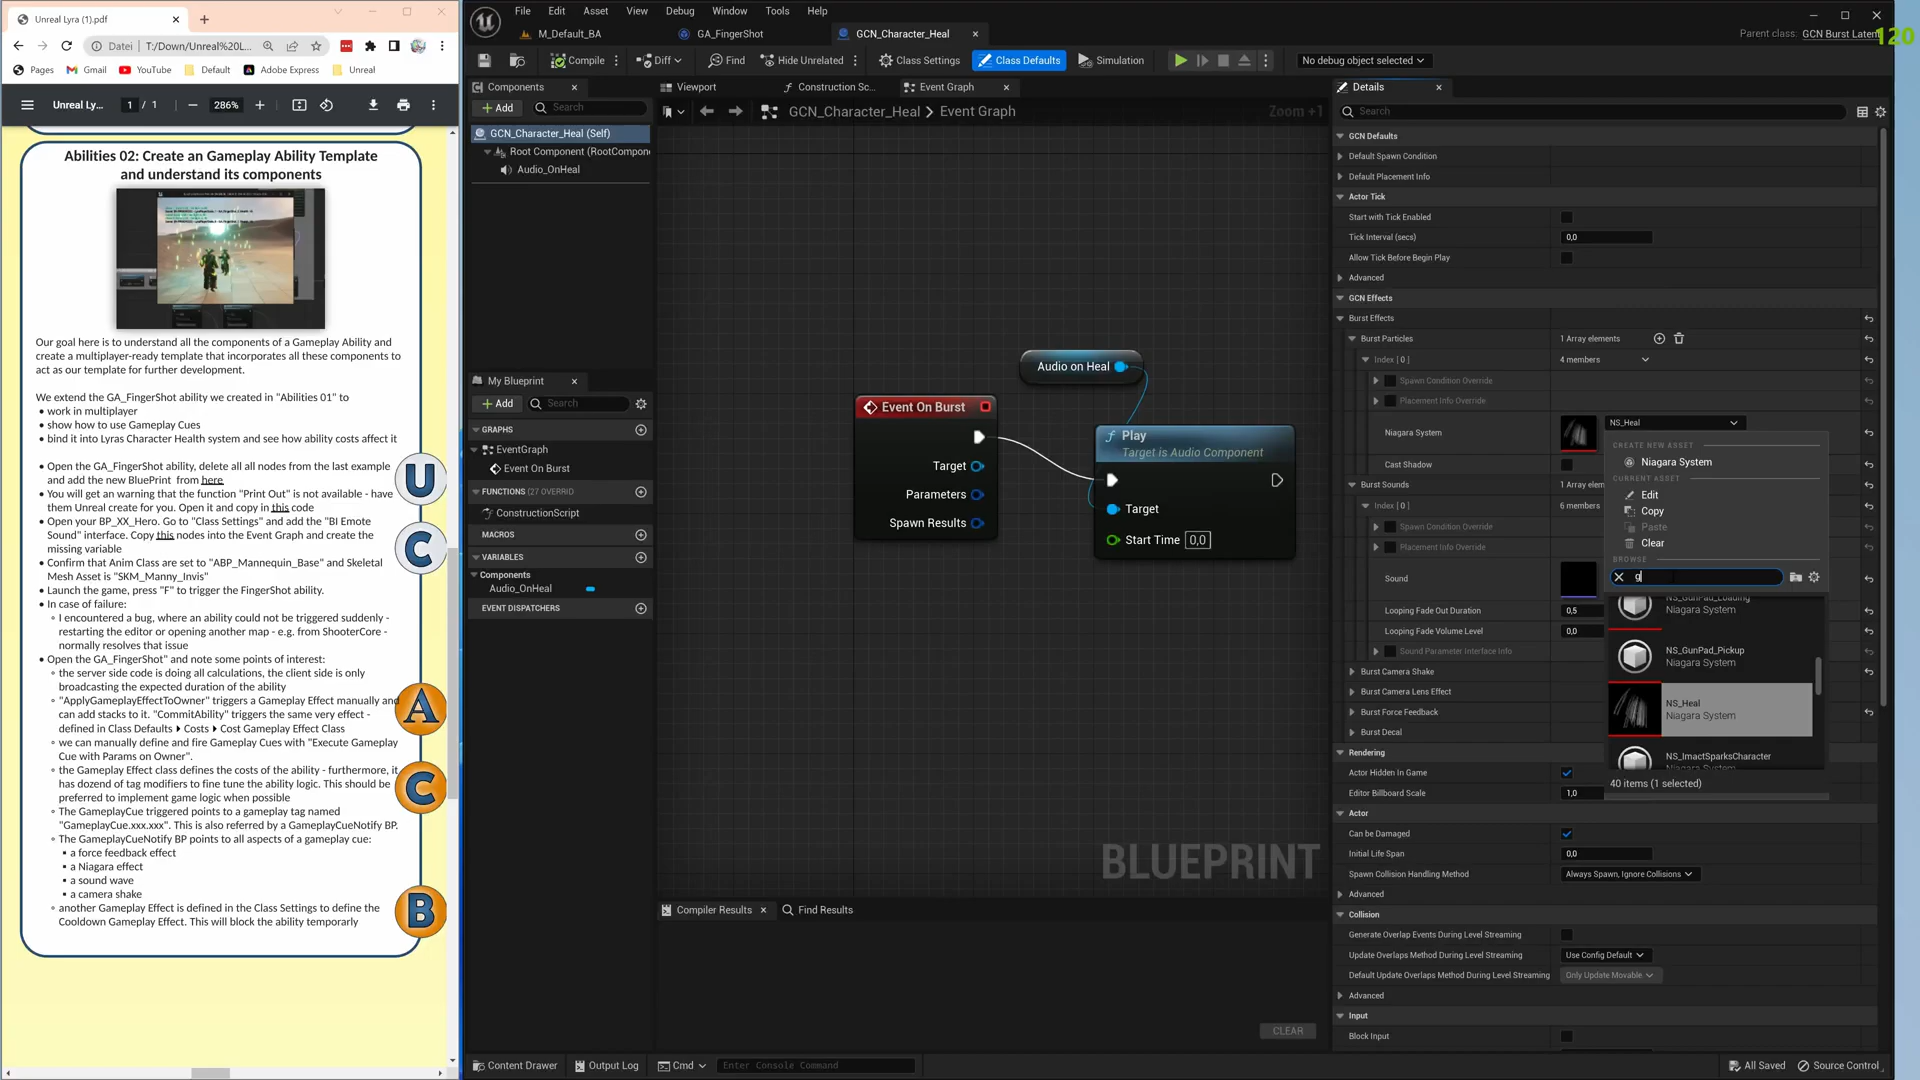 Unreal Lyra (1).pdf
Datei
T:/Down/Unreal%20L...
Pages
Gmail
YouTube
Default
Adobe Express
Unreal
Unreal Ly...
1 / 1
286%
Abilities 02: Create an Gameplay Ability Template
and understand its components
Our goal here is to understand all the components of a Gameplay Ability and
create a multiplayer-ready template that incorporates all these components to
act as our template for further development.
We extend the GA_FingerShot ability we created in "Abilities 01" to
• work in multiplayer
• show how to use Gameplay Cues
• bind it into Lyras Character Health system and see how ability costs affect it
• Open the GA_FingerShot ability, delete all all nodes from the last example
and add the new BluePrint from here
• You will get an warning that the function "Print Out" is not available - have
them Unreal create for you. Open it and copy in this code
• Open your BP_XX_Hero. Go to "Class Settings" and add the "BI Emote
Sound" interface. Copy this nodes into the Event Graph and create the
missing variable
• Confirm that Anim Class are set to "ABP_Mannequin_Base" and Skeletal
Mesh Asset is "SKM_Manny_Invis"
• Launch the game, press "F" to trigger the FingerShot ability.
• In case of failure:
◦ I encountered a bug, where an ability could not be triggered suddenly -
restarting the editor or opening another map - e.g. from ShooterCore -
normally resolves that issue
• Open the GA_FingerShot" and note some points of interest:
◦ the server side code is doing all calculations, the client side is only
broadcasting the expected duration of the ability
◦ "ApplyGameplayEffectToOwner" triggers a Gameplay Effect manually and
can add stacks to it. "CommitAbility" triggers the same very effect -
defined in Class Defaults ▸ Costs ▸ Cost Gameplay Effect Class
◦ we can manually define and fire Gameplay Cues with "Execute Gameplay
Cue with Params on Owner".
◦ the Gameplay Effect class defines the costs of the ability - furthermore, it
has dozend of tag modifiers to fine tune the ability logic. This should be
preferred to implement game logic when possible
◦ The GameplayCue triggered points to a gameplay tag named
"GameplayCue.xxx.xxx". This is also referred by a GameplayCueNotify BP.
◦ The GameplayCueNotify BP points to all aspects of a gameplay cue:
▪ a force feedback effect
▪ a Niagara effect
▪ a sound wave
▪ a camera shake
◦ another Gameplay Effect is defined in the Class Settings to define the
Cooldown Gameplay Effect. This will block the ability temporarly
U
C
A
C
B
File Edit Asset View Debug Window Tools Help
M_Default_BA
GA_FingerShot
GCN_Character_Heal
Parent class: GCN Burst Latent
120
Compile
Diff
Find
Hide Unrelated
Class Settings
Class Defaults
Simulation
No debug object selected
Components
Add
Search
GCN_Character_Heal (Self)
Root Component (RootCompone
Audio_OnHeal
My Blueprint
Add
Search
GRAPHS
EventGraph
Event On Burst
FUNCTIONS (27 OVERRID
ConstructionScript
MACROS
VARIABLES
Components
Audio_OnHeal
EVENT DISPATCHERS
Viewport
Construction Sc...
Event Graph
GCN_Character_Heal > Event Graph
Zoom +1
Audio on Heal
Event On Burst
Target
Parameters
Spawn Results
Play
Target is Audio Component
Target
Start Time 0,0
BLUEPRINT
Compiler Results
Find Results
CLEAR
Details
Search
GCN Defaults
Default Spawn Condition
Default Placement Info
Actor Tick
Start with Tick Enabled
Tick Interval (secs) 0,0
Allow Tick Before Begin Play
Advanced
GCN Effects
Burst Effects
Burst Particles 1 Array elements
Index [ 0 ] 4 members
Spawn Condition Override
Placement Info Override
Niagara System
NS_Heal
Cast Shadow
Burst Sounds 1 Array elem
Index [ 0 ] 6 members
Spawn Condition Override
Placement Info Override
Sound
Looping Fade Out Duration 0,5
Looping Fade Volume Level 0,0
Sound Parameter Interface Info
Burst Camera Shake
Burst Camera Lens Effect
Burst Force Feedback
Burst Decal
Rendering
Actor Hidden In Game
Editor Billboard Scale 1,0
Actor
Can be Damaged
Initial Life Span 0,0
Spawn Collision Handling Method Always Spawn, Ignore Collisions
Advanced
Collision
Generate Overlap Events During Level Streaming
Update Overlaps Method During Level Streaming Use Config Default
Default Update Overlaps Method During Level Streaming Only Update Movable
Advanced
Input
Block Input
CREATE NEW ASSET
Niagara System
CURRENT ASSET
Edit
Copy
Paste
Clear
BROWSE
g
NS_GunPad_Loading
Niagara System
NS_GunPad_Pickup
Niagara System
NS_Heal
Niagara System
NS_ImactSparksCharacter
Niagara System
40 items (1 selected)
Content Drawer
Output Log
Cmd
Enter Console Command
All Saved
Source Control